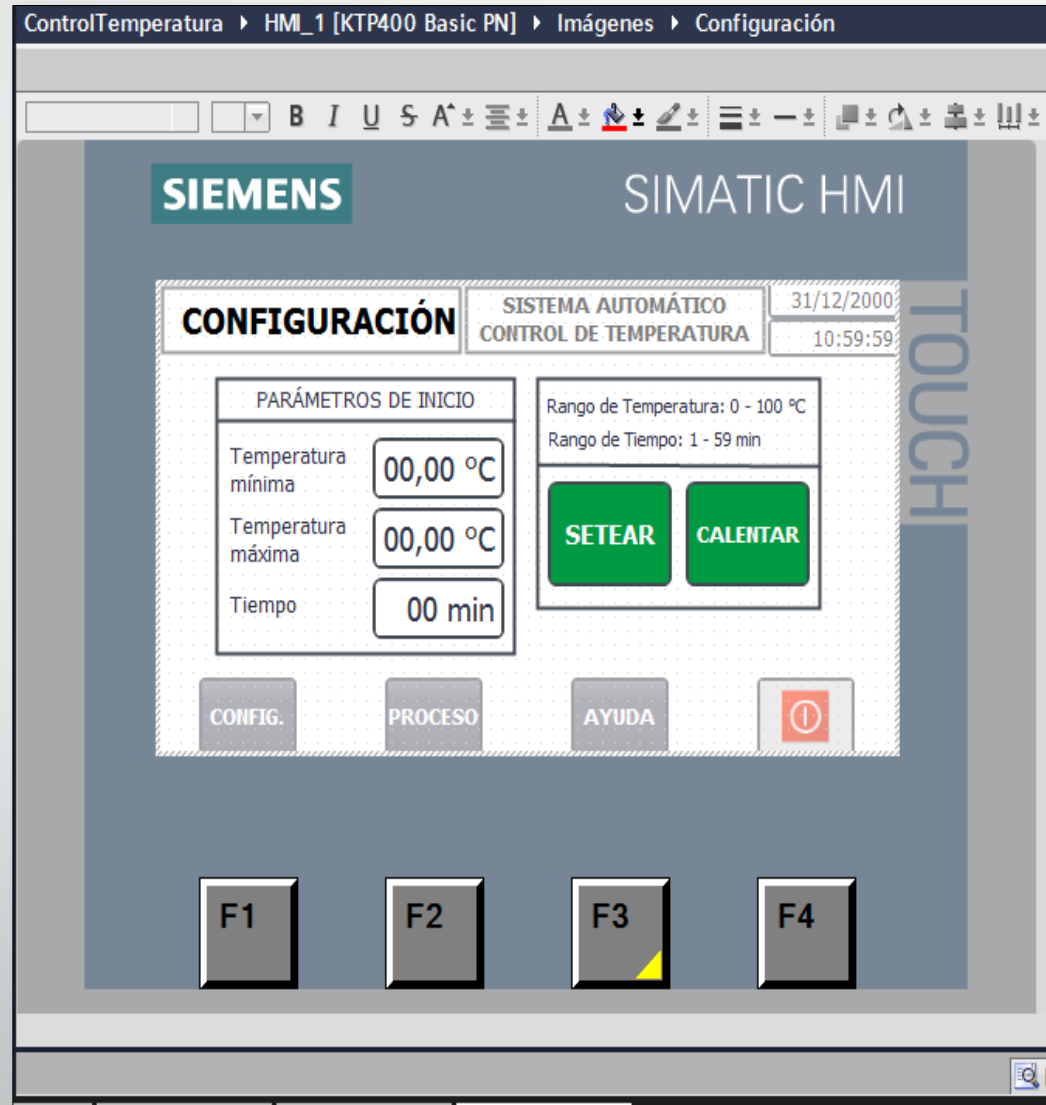 ControlTemperatura ▸ HMI_1 [KTP400 Basic PN] ▸ Imágenes ▸ Configuración
B I U S A A
SIEMENS
SIMATIC HMI
TOUCH
CONFIGURACIÓN
SISTEMA AUTOMÁTICO
CONTROL DE TEMPERATURA
31/12/2000
10:59:59
PARÁMETROS DE INICIO
Temperatura
mínima
00,00 ºC
Temperatura
máxima
00,00 ºC
Tiempo
00 min
Rango de Temperatura: 0 - 100 ºC
Rango de Tiempo: 1 - 59 min
SETEAR
CALENTAR
CONFIG.
PROCESO
AYUDA
F1
F2
F3
F4